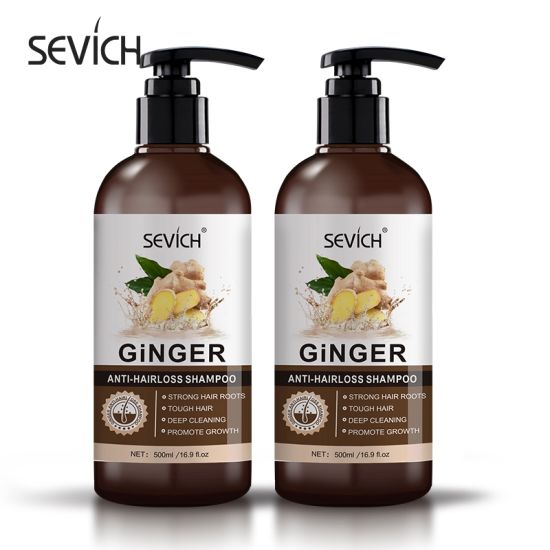 SEVICH
SEVICH®
GiNGER
ANTI-HAIRLOSS SHAMPOO
STRONG HAIR ROOTS
TOUGH HAIR
DEEP CLEANING
PROMOTE GROWTH
NET: 500ml / 16.9 fl.oz
SEVICH®
GiNGER
ANTI-HAIRLOSS SHAMPOO
STRONG HAIR ROOTS
TOUGH HAIR
DEEP CLEANING
PROMOTE GROWTH
NET: 500ml / 16.9 fl.oz